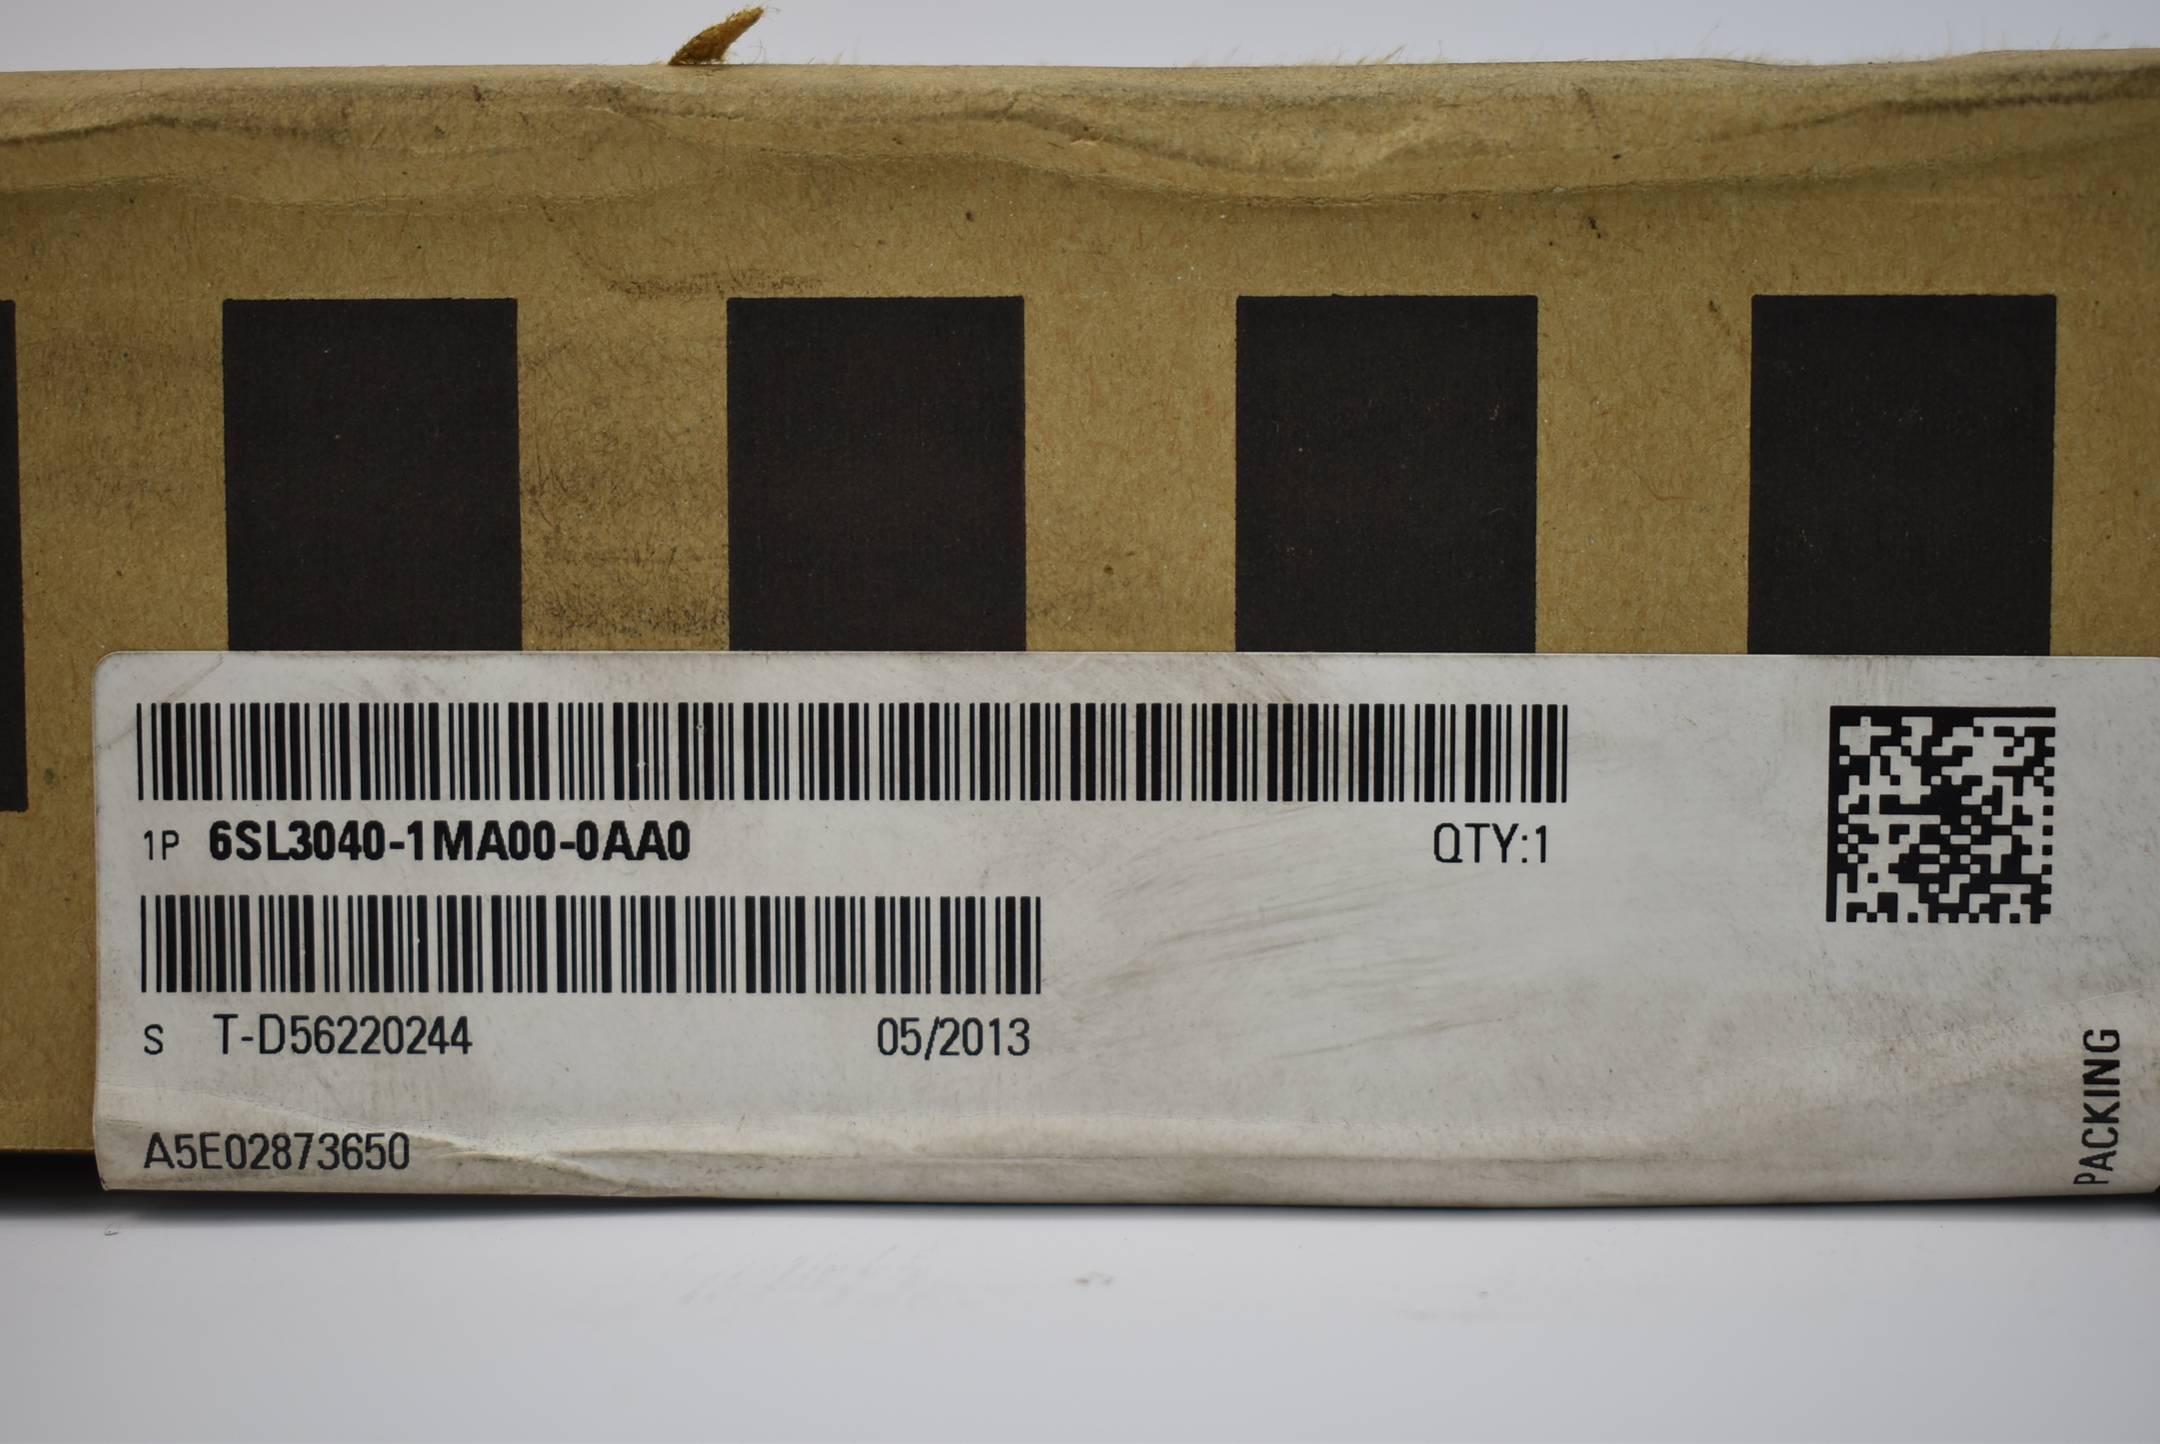 1P 6SL3040-1MA00-0AA0 QTY:1
S T-D56220244 05/2013
A5E02873650
PACKING